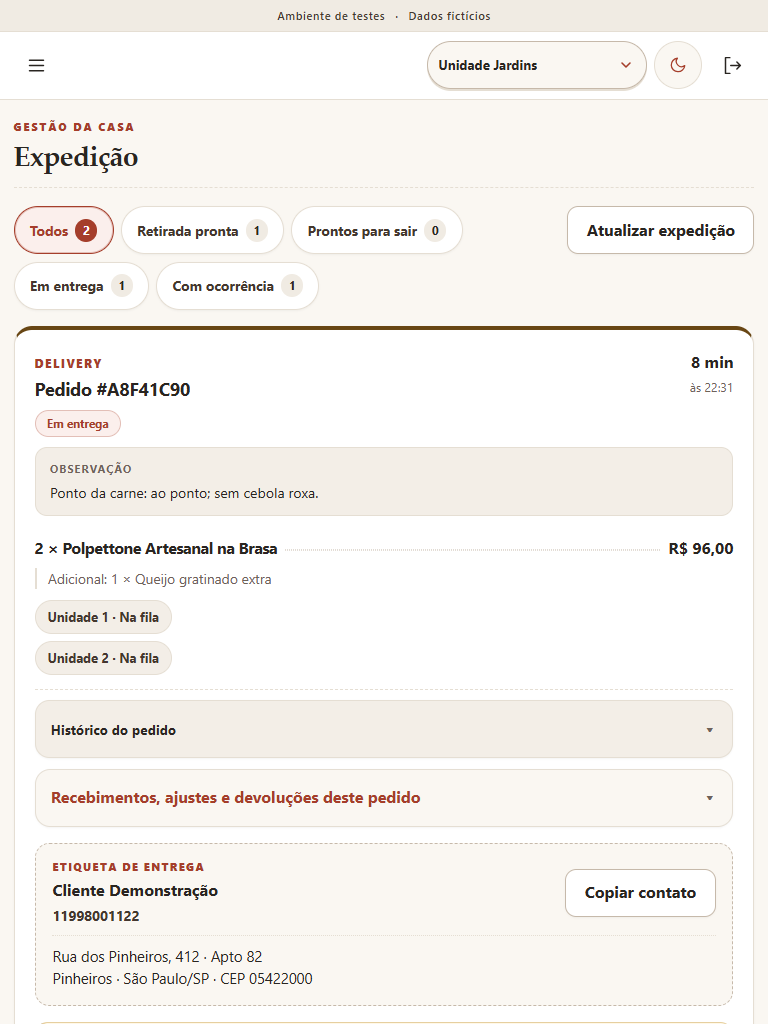 Ambiente de testes · Dados fictícios
Unidade Jardins
GESTÃO DA CASA
Expedição
Todos 2
Retirada pronta 1
Prontos para sair 0
Atualizar expedição
Em entrega 1
Com ocorrência 1
DELIVERY
8 min
Pedido #A8F41C90
às 22:31
Em entrega
OBSERVAÇÃO
Ponto da carne: ao ponto; sem cebola roxa.
2 × Polpettone Artesanal na Brasa R$ 96,00
Adicional: 1 × Queijo gratinado extra
Unidade 1 · Na fila
Unidade 2 · Na fila
Histórico do pedido
Recebimentos, ajustes e devoluções deste pedido
ETIQUETA DE ENTREGA
Cliente Demonstração
11998001122
Copiar contato
Rua dos Pinheiros, 412 · Apto 82
Pinheiros · São Paulo/SP · CEP 05422000